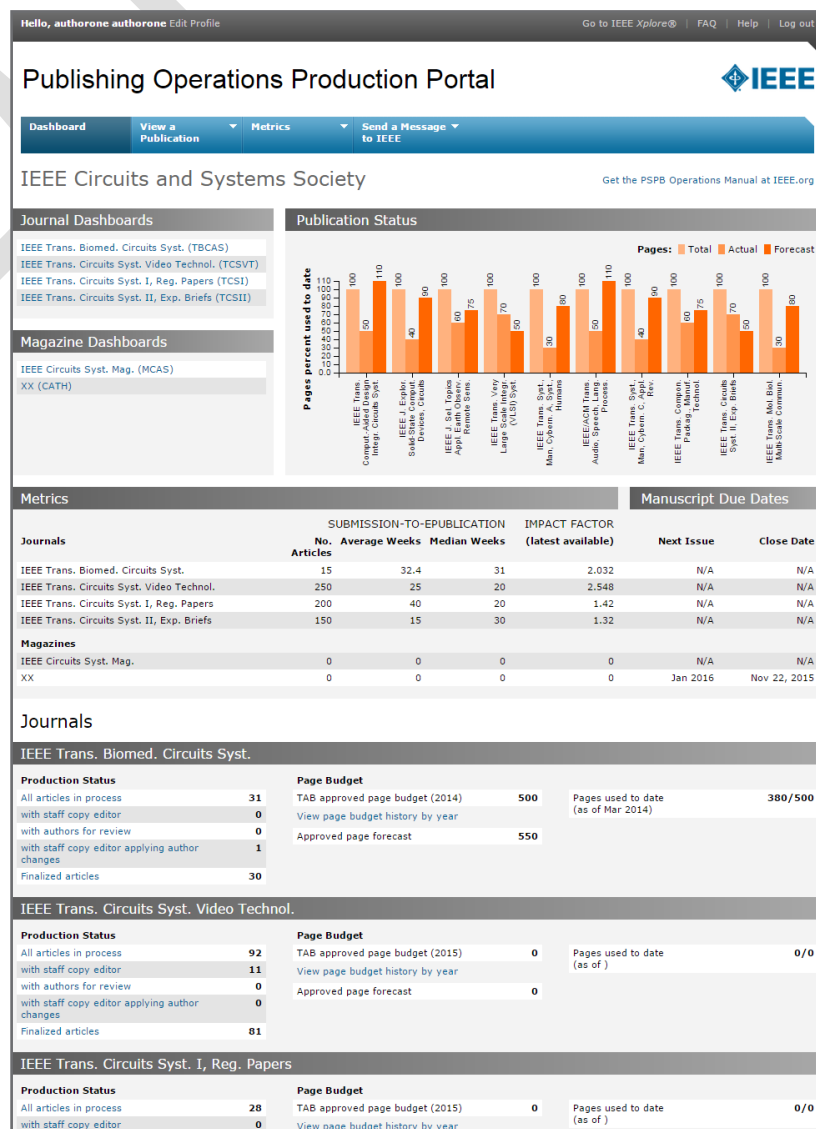 Hello, authorone authorone Edit Profile
Go to IEEE Xplore® | FAQ | Help | Log out
Publishing Operations Production Portal
IEEE
Dashboard
View a Publication
Metrics
Send a Message to IEEE
IEEE Circuits and Systems Society
Get the PSPB Operations Manual at IEEE.org
Journal Dashboards
IEEE Trans. Biomed. Circuits Syst. (TBCAS)
IEEE Trans. Circuits Syst. Video Technol. (TCSVT)
IEEE Trans. Circuits Syst. I, Reg. Papers (TCSI)
IEEE Trans. Circuits Syst. II, Exp. Briefs (TCSII)
Magazine Dashboards
IEEE Circuits Syst. Mag. (MCAS)
XX (CATH)
Publication Status
Pages: Total Actual Forecast
Pages percent used to date
110
100
90
80
70
60
50
40
30
20
10
0.0
100 50 110
100 40 90
100 60 75
100 70 50
100 30 80
100 50 110
100 40 90
100 60 75
100 70 50
100 30 80
IEEE Trans.
Comput.-Aided Design
Integr. Circuits Syst.
IEEE J. Explor.
Solid-State Comput.
Devices, Circuits
IEEE J. Sel. Topics
Appl. Earth Observ.
Remote Sens.
IEEE Trans. Very
Large Scale Integr.
(VLSI) Syst.
IEEE Trans. Syst.,
Man, Cybern. A, Syst.,
Humans
IEEE/ACM Trans.
Audio, Speech, Lang.
Process.
IEEE Trans. Syst.,
Man, Cybern. C, Appl.
Rev.
IEEE Trans. Compon.
Packag., Manuf.
Technol.
IEEE Trans. Circuits
Syst. II, Exp. Briefs
IEEE Trans. Mol. Biol.
Multi-Scale Commun.
Metrics
Manuscript Due Dates
SUBMISSION-TO-EPUBLICATION IMPACT FACTOR
Journals No. Articles Average Weeks Median Weeks (latest available) Next Issue Close Date
IEEE Trans. Biomed. Circuits Syst. 15 32.4 31 2.032 N/A N/A
IEEE Trans. Circuits Syst. Video Technol. 250 25 20 2.548 N/A N/A
IEEE Trans. Circuits Syst. I, Reg. Papers 200 40 20 1.42 N/A N/A
IEEE Trans. Circuits Syst. II, Exp. Briefs 150 15 30 1.32 N/A N/A
Magazines
IEEE Circuits Syst. Mag. 0 0 0 0 N/A N/A
XX 0 0 0 0 Jan 2016 Nov 22, 2015
Journals
IEEE Trans. Biomed. Circuits Syst.
Production Status
All articles in process 31
with staff copy editor 0
with authors for review 0
with staff copy editor applying author changes 1
Finalized articles 30
Page Budget
TAB approved page budget (2014) 500
View page budget history by year
Approved page forecast 550
Pages used to date 380/500
(as of Mar 2014)
IEEE Trans. Circuits Syst. Video Technol.
Production Status
All articles in process 92
with staff copy editor 11
with authors for review 0
with staff copy editor applying author changes 0
Finalized articles 81
Page Budget
TAB approved page budget (2015) 0
View page budget history by year
Approved page forecast 0
Pages used to date 0/0
(as of )
IEEE Trans. Circuits Syst. I, Reg. Papers
Production Status
All articles in process 28
with staff copy editor 0
Page Budget
TAB approved page budget (2015) 0
View page budget history by year
Pages used to date 0/0
(as of )